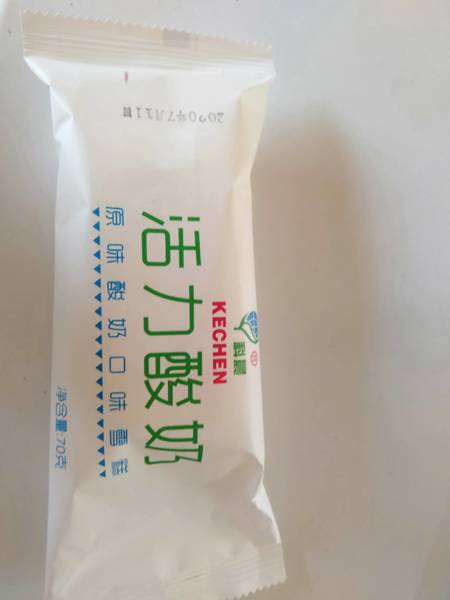 科晨®
KECHEN
活力酸奶
原味酸奶口味雪糕
净含量:70克
2020年7月11日